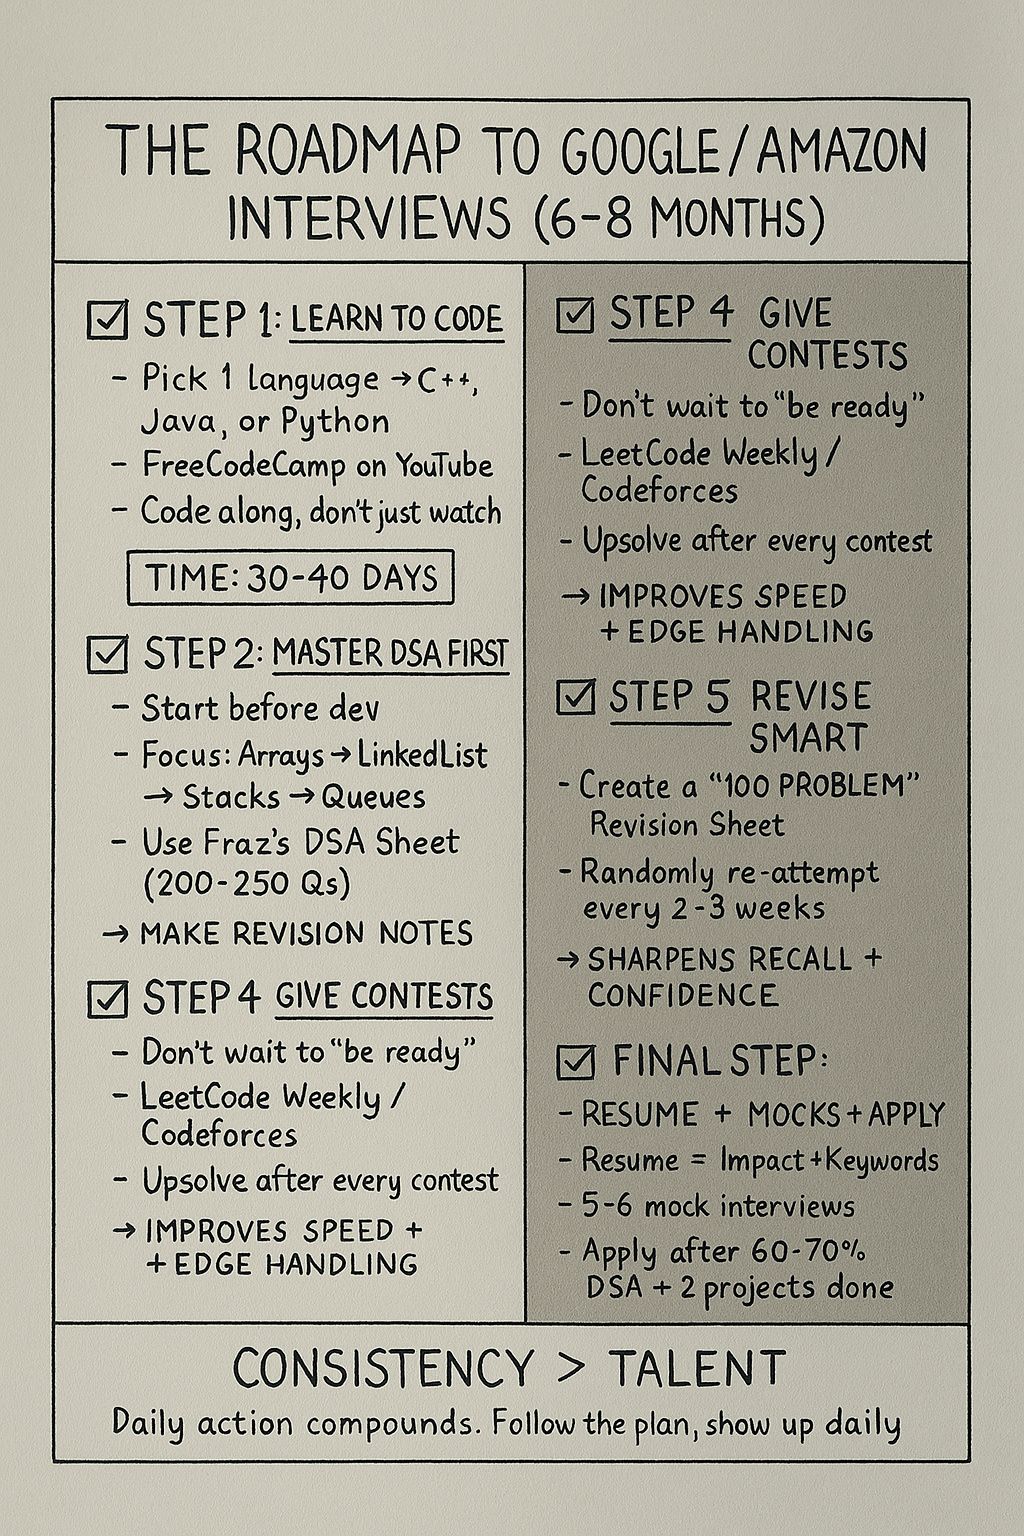 THE ROADMAP TO GOOGLE/AMAZON
INTERVIEWS (6-8 MONTHS)
☑ STEP 1: LEARN TO CODE
- Pick 1 language → C++,
Java, or Python
- FreeCodeCamp on YouTube
- Code along, don't just watch
TIME: 30-40 DAYS
☑ STEP 2: MASTER DSA FIRST
- Start before dev
- Focus: Arrays → LinkedList
→ Stacks → Queues
- Use Fraz's DSA Sheet
(200-250 Qs)
→ MAKE REVISION NOTES
☑ STEP 4 GIVE CONTESTS
- Don't wait to “be ready”
- LeetCode Weekly /
Codeforces
- Upsolve after every contest
→ IMPROVES SPEED +
+ EDGE HANDLING
☑ STEP 4 GIVE
CONTESTS
- Don't wait to “be ready”
- LeetCode Weekly /
Codeforces
- Upsolve after every contest
→ IMPROVES SPEED
+ EDGE HANDLING
☑ STEP 5 REVISE
SMART
- Create a “100 PROBLEM”
Revision Sheet
- Randomly re-attempt
every 2-3 weeks
→ SHARPENS RECALL +
CONFIDENCE
☑ FINAL STEP:
- RESUME + MOCKS + APPLY
- Resume = Impact+Keywords
- 5-6 mock interviews
- Apply after 60-70%
DSA + 2 projects done
CONSISTENCY > TALENT
Daily action compounds. Follow the plan, show up daily